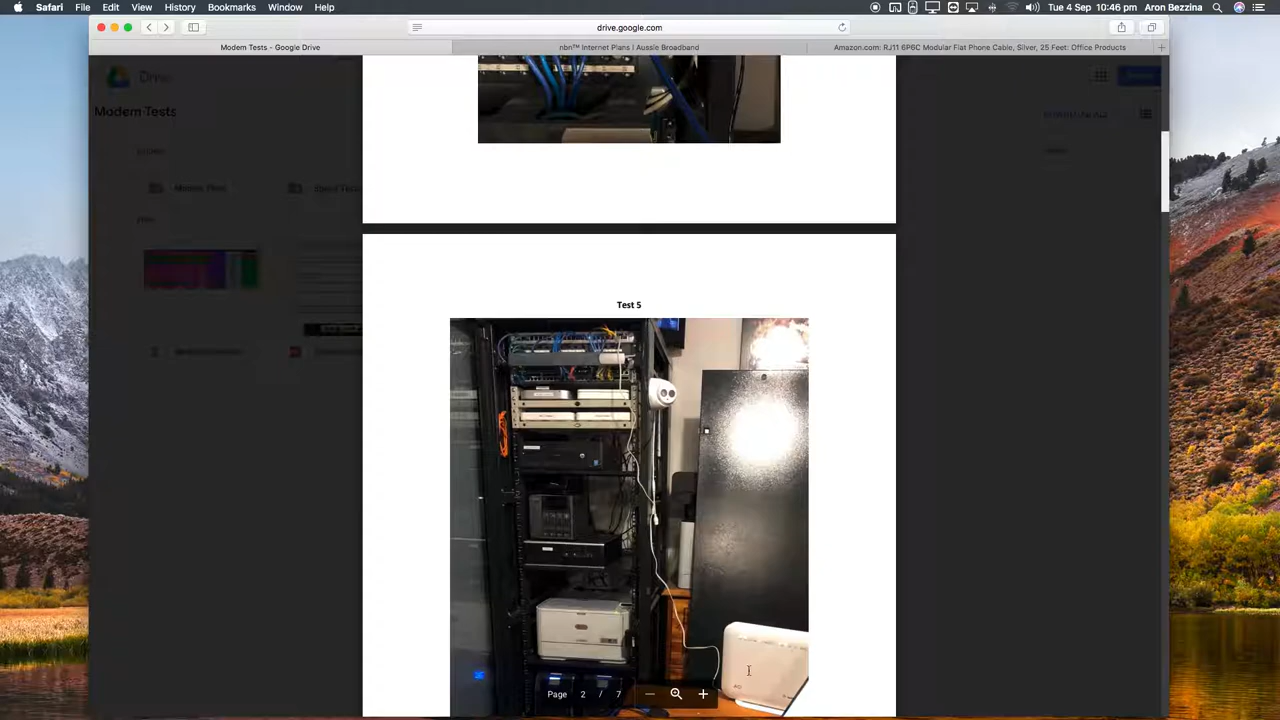 Safari File Edit View History Bookmarks Window Help
Tue 4 Sep 10:46 pm Aron Bezzina
drive.google.com
Modem Tests - Google Drive
nbn™ Internet Plans | Aussie Broadband
Amazon.com: RJ11 6P6C Modular Flat Phone Cable, Silver, 25 Feet: Office Products
Drive
Modem Tests
Test 5
Page 2 / 7